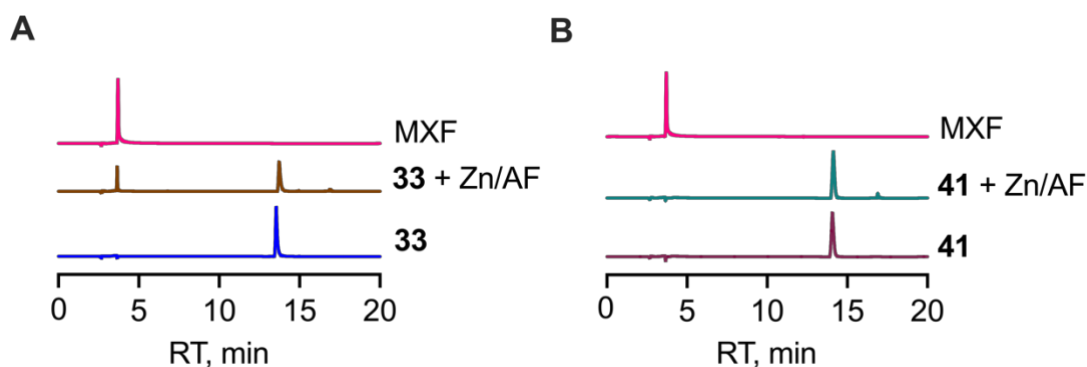 A
MXF
33 + Zn/AF
33
0 5 10 15 20
RT, min
B
MXF
41 + Zn/AF
41
0 5 10 15 20
RT, min